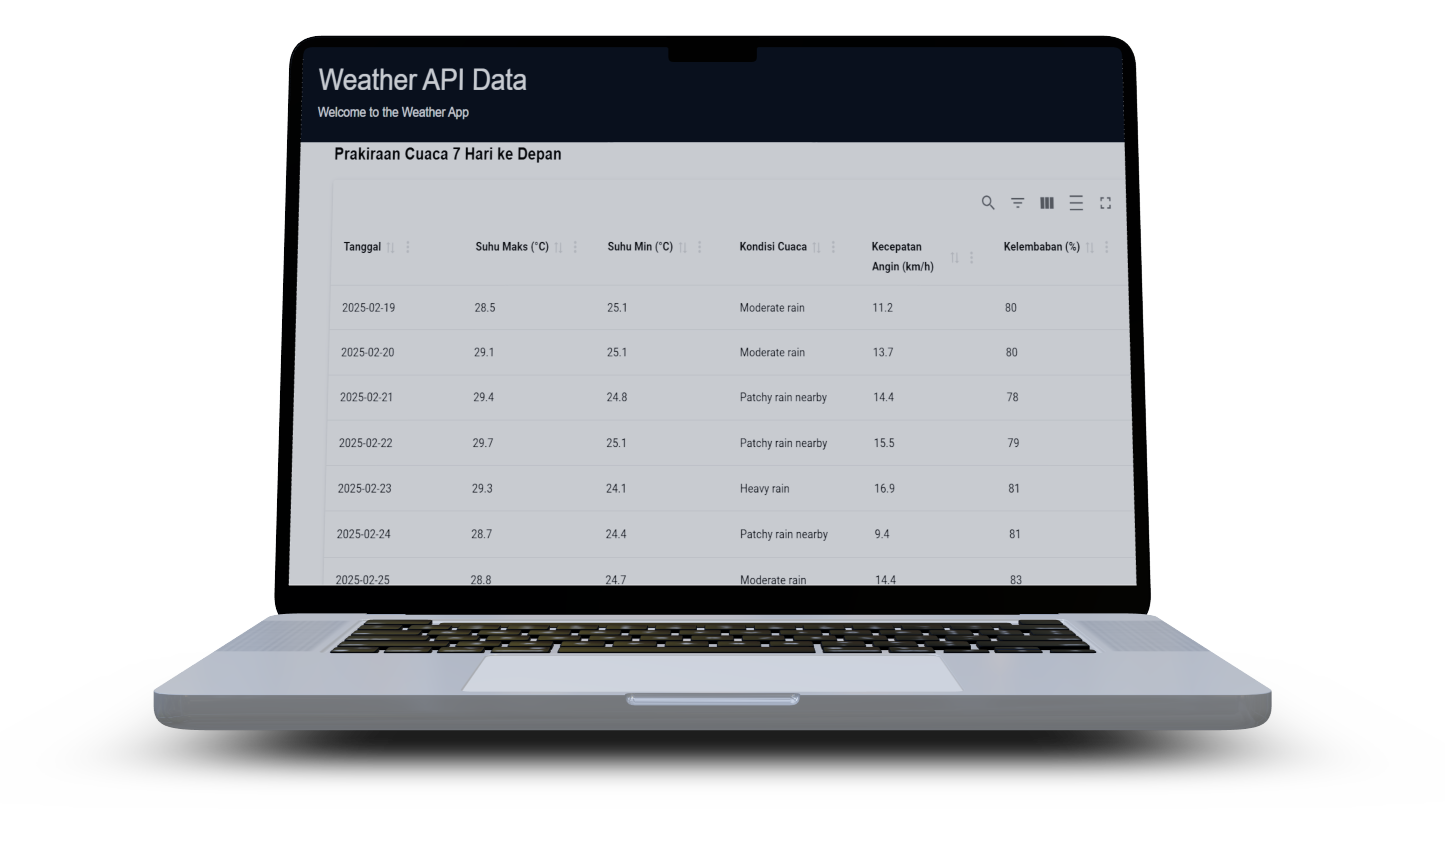 Weather API Data
Welcome to the Weather App
Prakiraan Cuaca 7 Hari ke Depan
Tanggal Suhu Maks (°C) Suhu Min (°C) Kondisi Cuaca Kecepatan Angin (km/h) Kelembaban (%)
2025-02-19 28.5 25.1 Moderate rain 11.2 80
2025-02-20 29.1 25.1 Moderate rain 13.7 80
2025-02-21 29.4 24.8 Patchy rain nearby 14.4 78
2025-02-22 29.7 25.1 Patchy rain nearby 15.5 79
2025-02-23 29.3 24.1 Heavy rain 16.9 81
2025-02-24 28.7 24.4 Patchy rain nearby 9.4 81
2025-02-25 28.8 24.7 Moderate rain 14.4 83